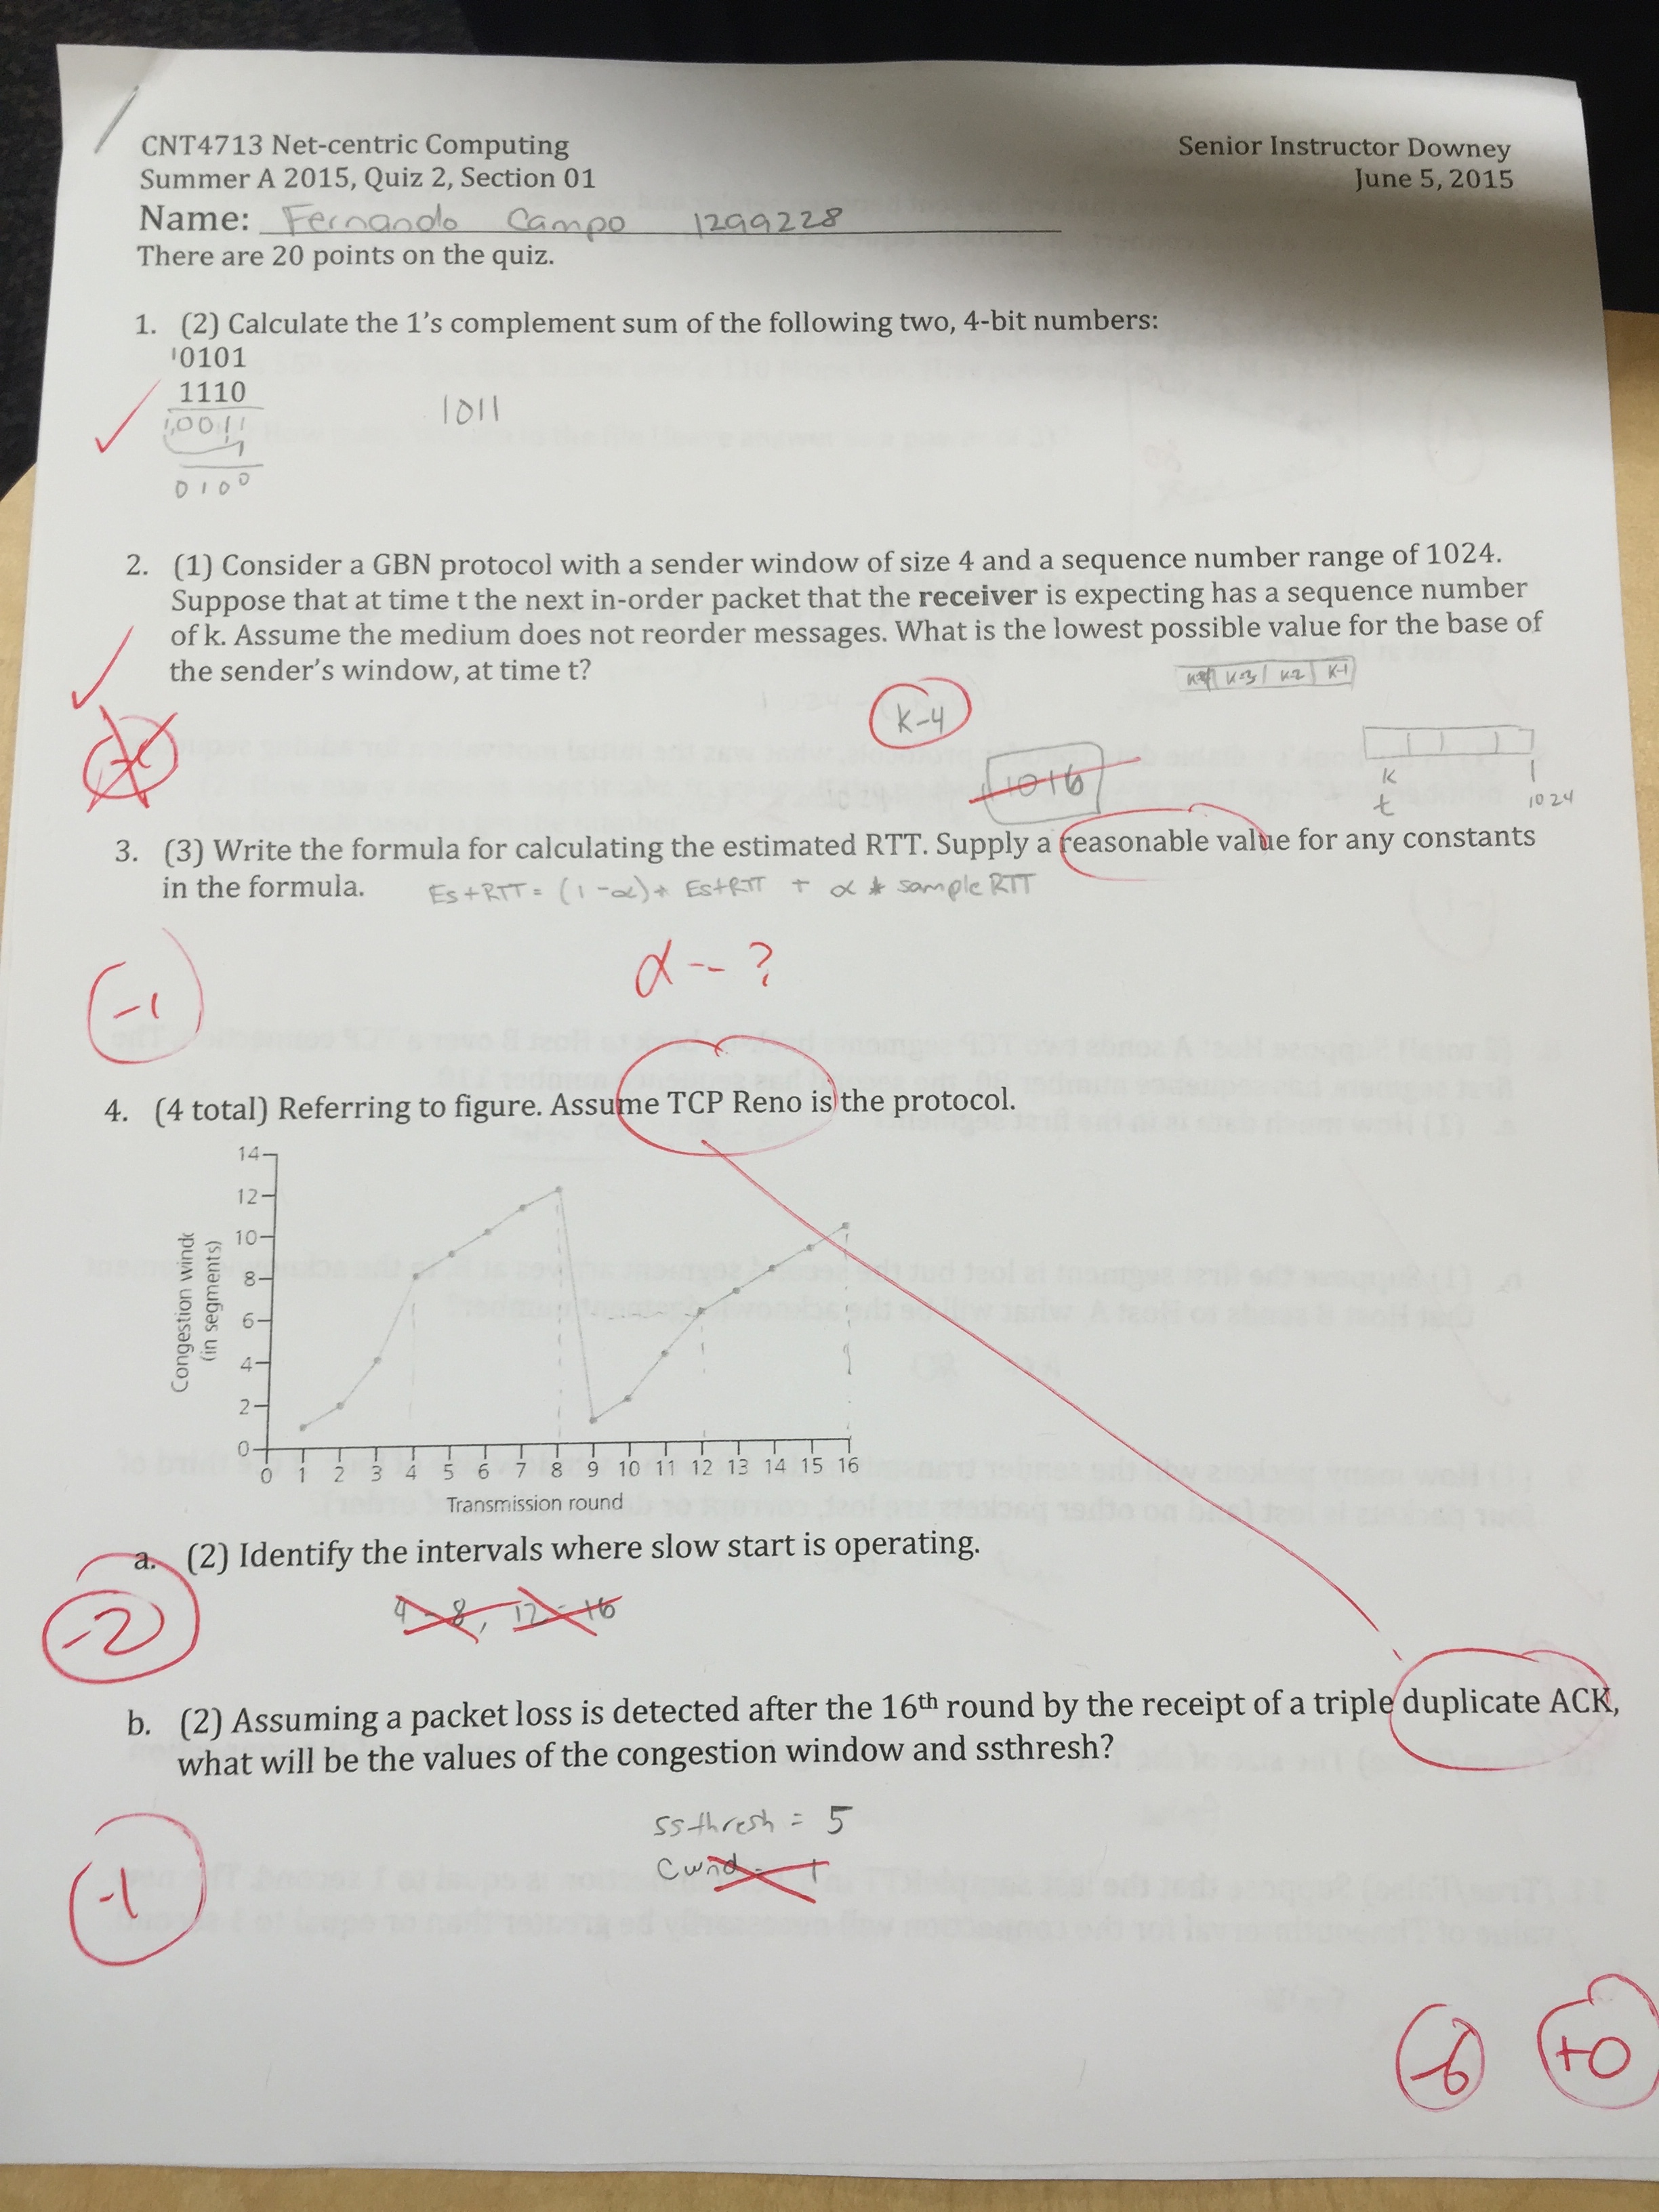 CNT4713 Net-centric Computing
Senior Instructor Downey
Summer A 2015, Quiz 2, Section 01
June 5, 2015
Name: Fernando Campo 1299228
There are 20 points on the quiz.
1. (2) Calculate the 1's complement sum of the following two, 4-bit numbers:
10101
1110
10011
1
0100
1011
2. (1) Consider a GBN protocol with a sender window of size 4 and a sequence number range of 1024.
Suppose that at time t the next in-order packet that the receiver is expecting has a sequence number
of k. Assume the medium does not reorder messages. What is the lowest possible value for the base of
the sender's window, at time t?
k-3 k-2 k-1
k-4
1016
k
t
1024
3. (3) Write the formula for calculating the estimated RTT. Supply a reasonable value for any constants
in the formula. EstRTT = (1-α)* EstRTT + α * sampleRTT
-1
α -- ?
4. (4 total) Referring to figure. Assume TCP Reno is the protocol.
14
12
10
8
6
4
2
0
Congestion wind
(in segments)
0 1 2 3 4 5 6 7 8 9 10 11 12 13 14 15 16
Transmission round
a. (2) Identify the intervals where slow start is operating.
-2
4-8, 12-16
b. (2) Assuming a packet loss is detected after the 16th round by the receipt of a triple duplicate ACK,
what will be the values of the congestion window and ssthresh?
ssthresh = 5
cwnd = 1
-1
-6
+0